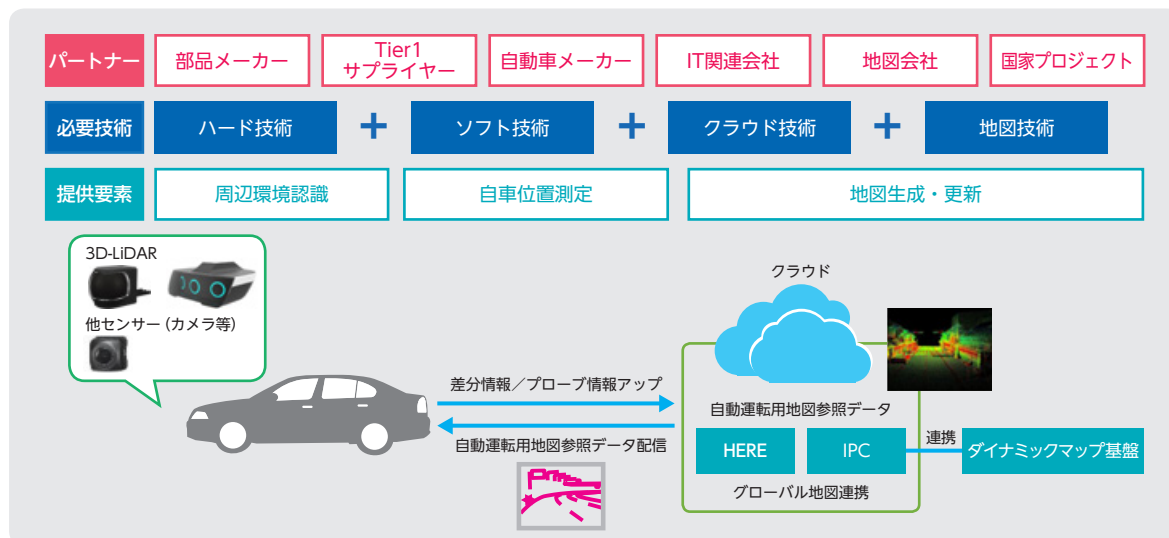 パートナー
部品メーカー
Tier1
サプライヤー
自動車メーカー
IT関連会社
地図会社
国家プロジェクト
必要技術
ハード技術
+
ソフト技術
+
クラウド技術
+
地図技術
提供要素
周辺環境認識
自車位置測定
地図生成・更新
3D-LiDAR
他センサー(カメラ等)
クラウド
差分情報/プローブ情報アップ
自動運転用地図参照データ配信
自動運転用地図参照データ
HERE
IPC
連携
ダイナミックマップ基盤
グローバル地図連携